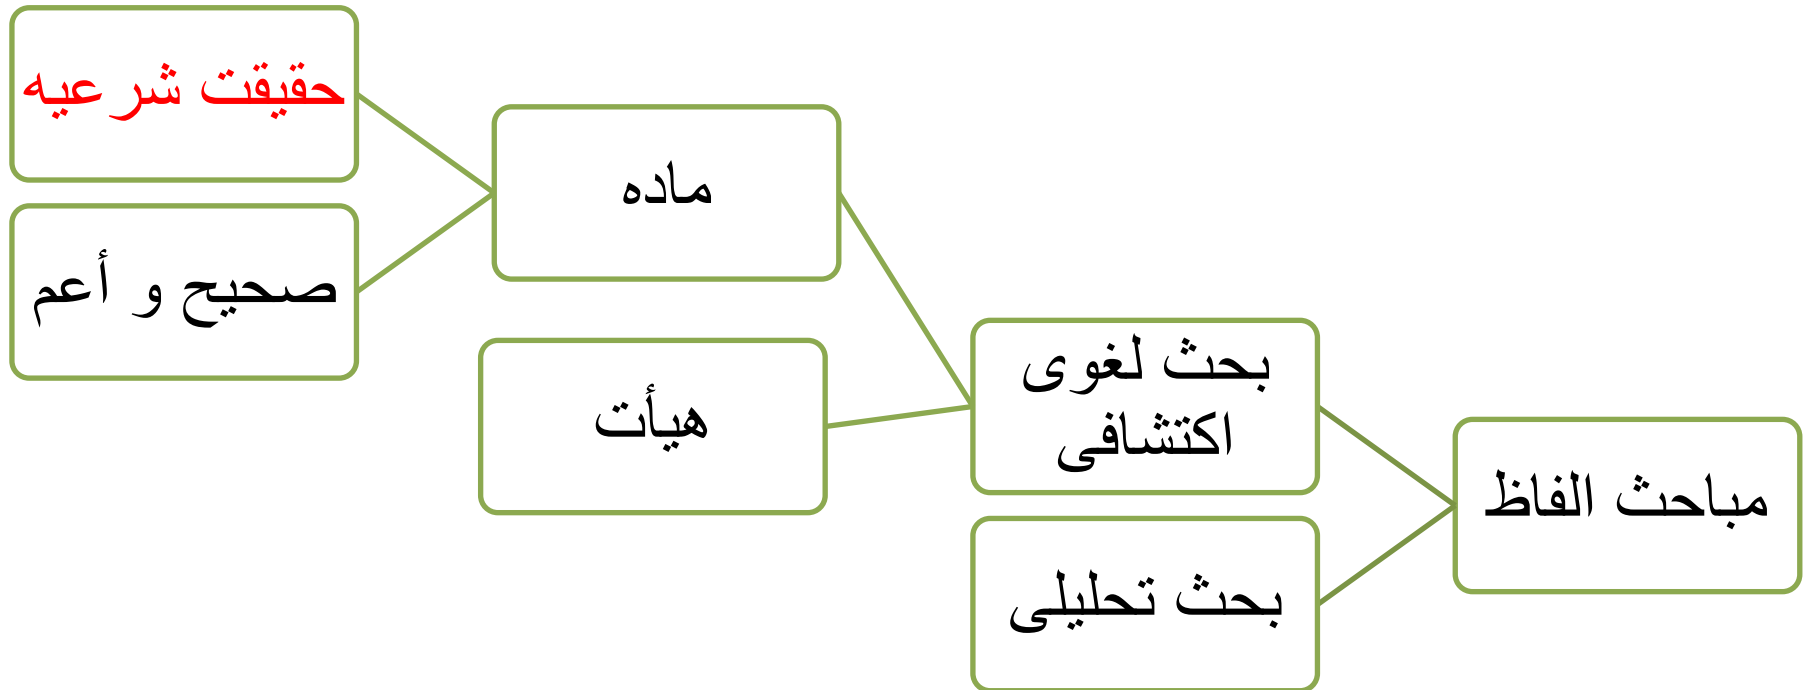 مباحث الفاظ
بحث لغوی
اکتشافی
ماده
حقیقت شرعیه
صحیح و أعم
هیأت
بحث تحلیلی